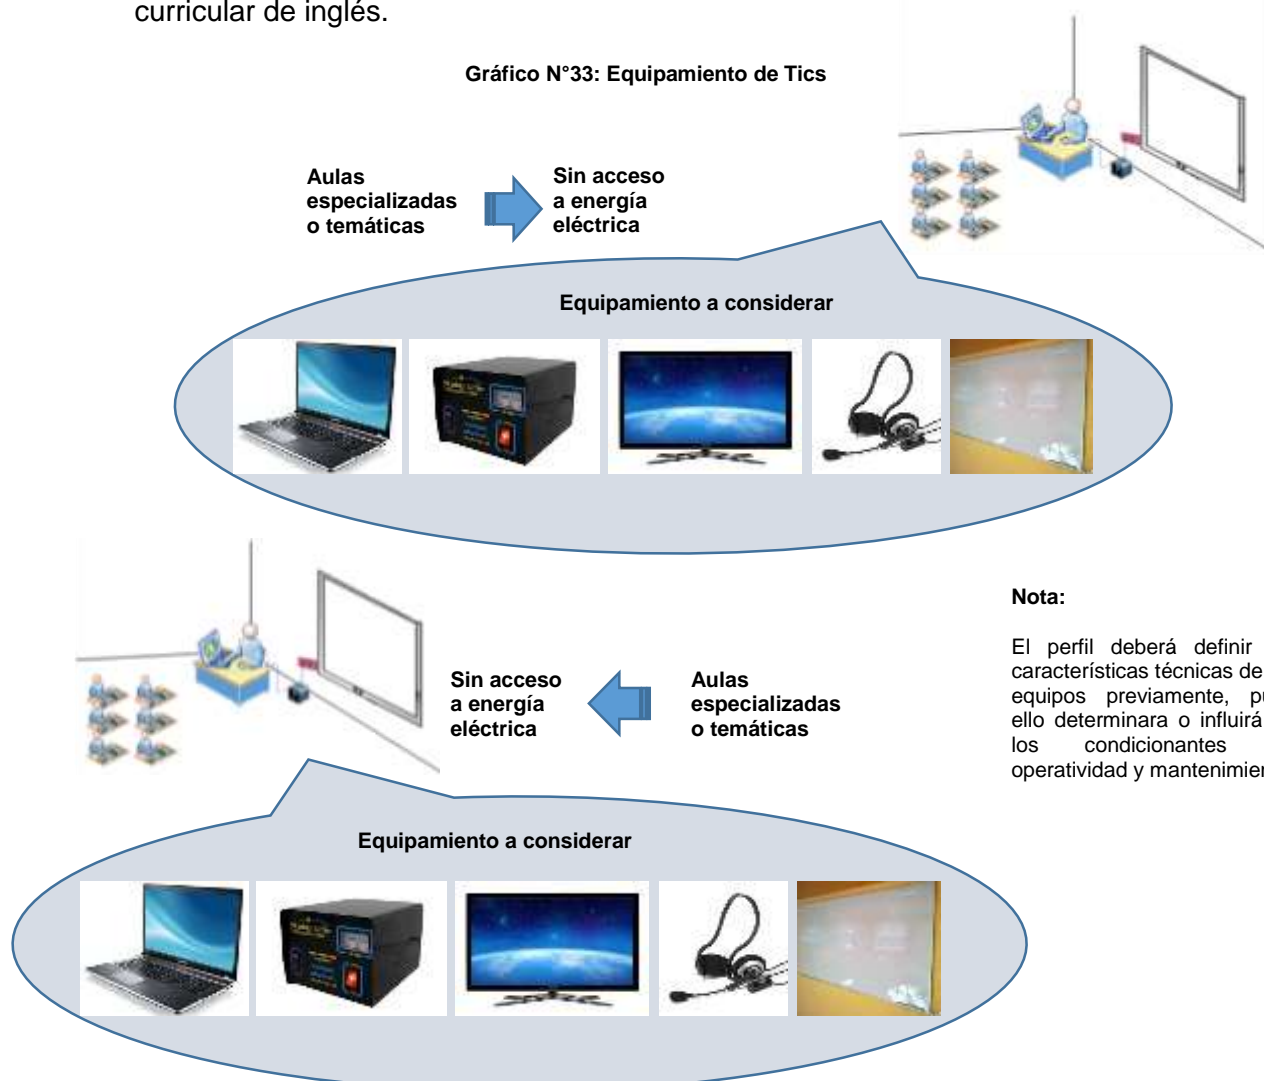 curricular de inglés.
Gráfico N°33: Equipamiento de Tics
Aulas
especializadas
o temáticas
Sin acceso
a energía
eléctrica
Equipamiento a considerar
Sin acceso
a energía
eléctrica
Aulas
especializadas
o temáticas
Nota:
El perfil deberá definir
características técnicas de
equipos previamente,
ello determinara o influirá
los condicionantes
operatividad y
Equipamiento a considerar